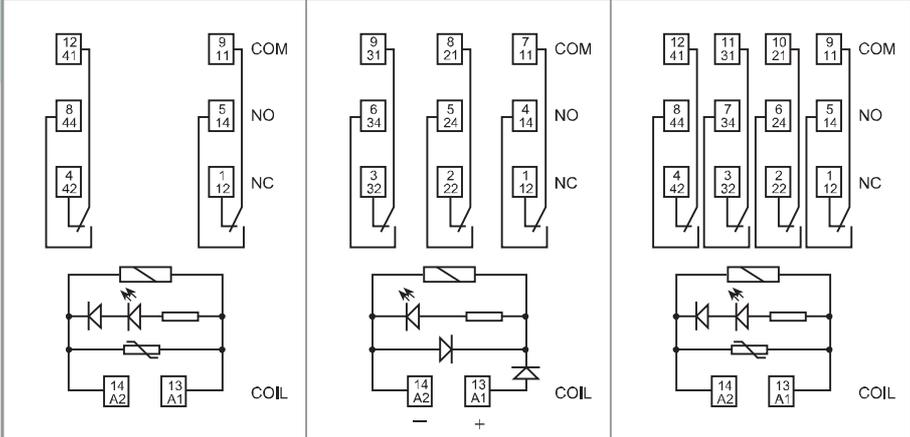 12 9 COM 9 8 7 COM 12 11 10 9 COM
41 11 31 21 11 41 31 21 11
8 5 NO 6 5 4 NO 8 7 6 5 NO
44 14 34 24 14 44 34 24 14
4 1 NC 3 2 1 NC 4 3 2 1 NC
42 12 32 22 12 42 32 22 12
14 13 COIL 14 13 COIL 14 13 COIL
A2 A1 A2 A1 A2 A1
− +